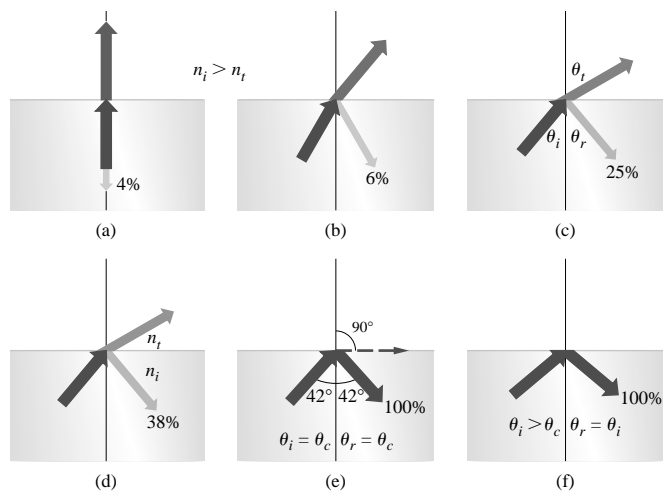 n_i > n_t
4%
(a)
6%
(b)
θ_t
θ_i θ_r
25%
(c)
n_t
n_i
38%
(d)
90°
42° 42°
100%
θ_i = θ_c θ_r = θ_c
(e)
100%
θ_i > θ_c θ_r = θ_i
(f)